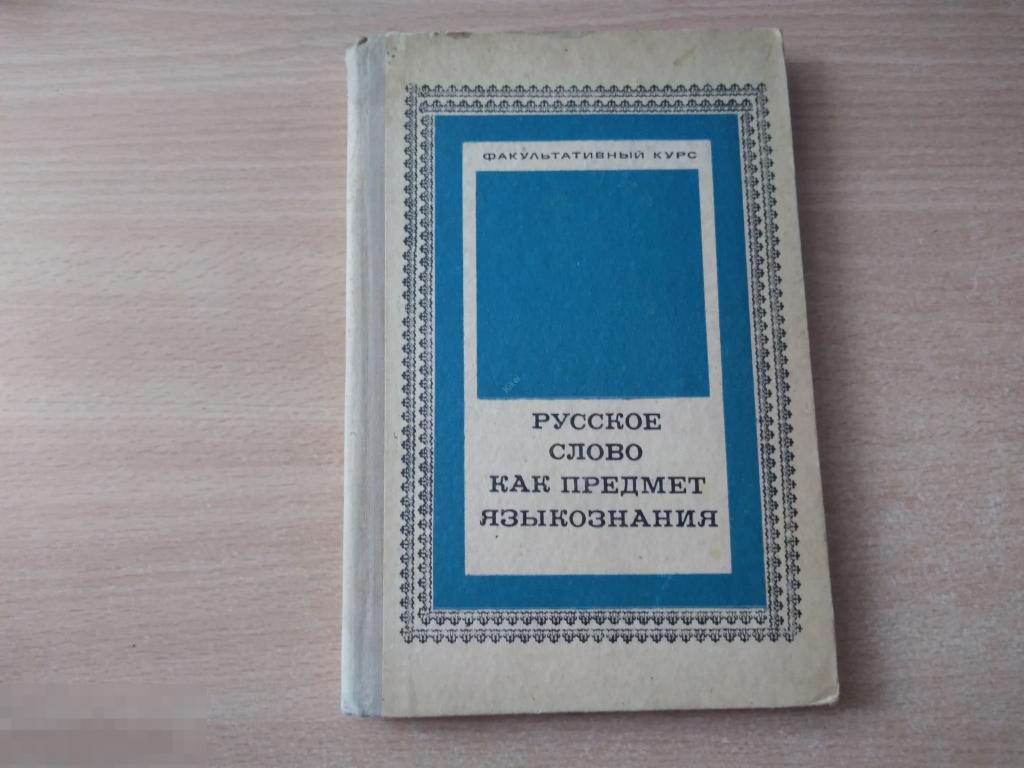 ФАКУЛЬТАТИВНЫЙ КУРС
РУССКОЕ
СЛОВО
КАК ПРЕДМЕТ
ЯЗЫКОЗНАНИЯ